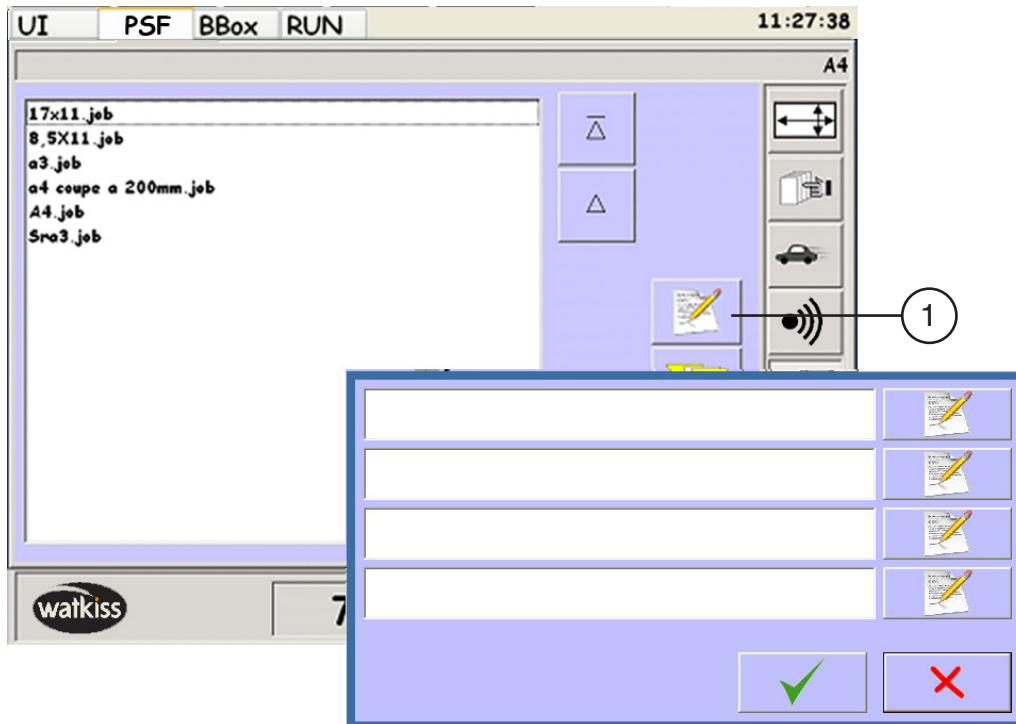 UI PSF BBox RUN 11:27:38
A4
17x11.job
8,5X11.job
a3.job
a4 coupe a 200mm.job
A4.job
Sra3.job
1
watkiss
7